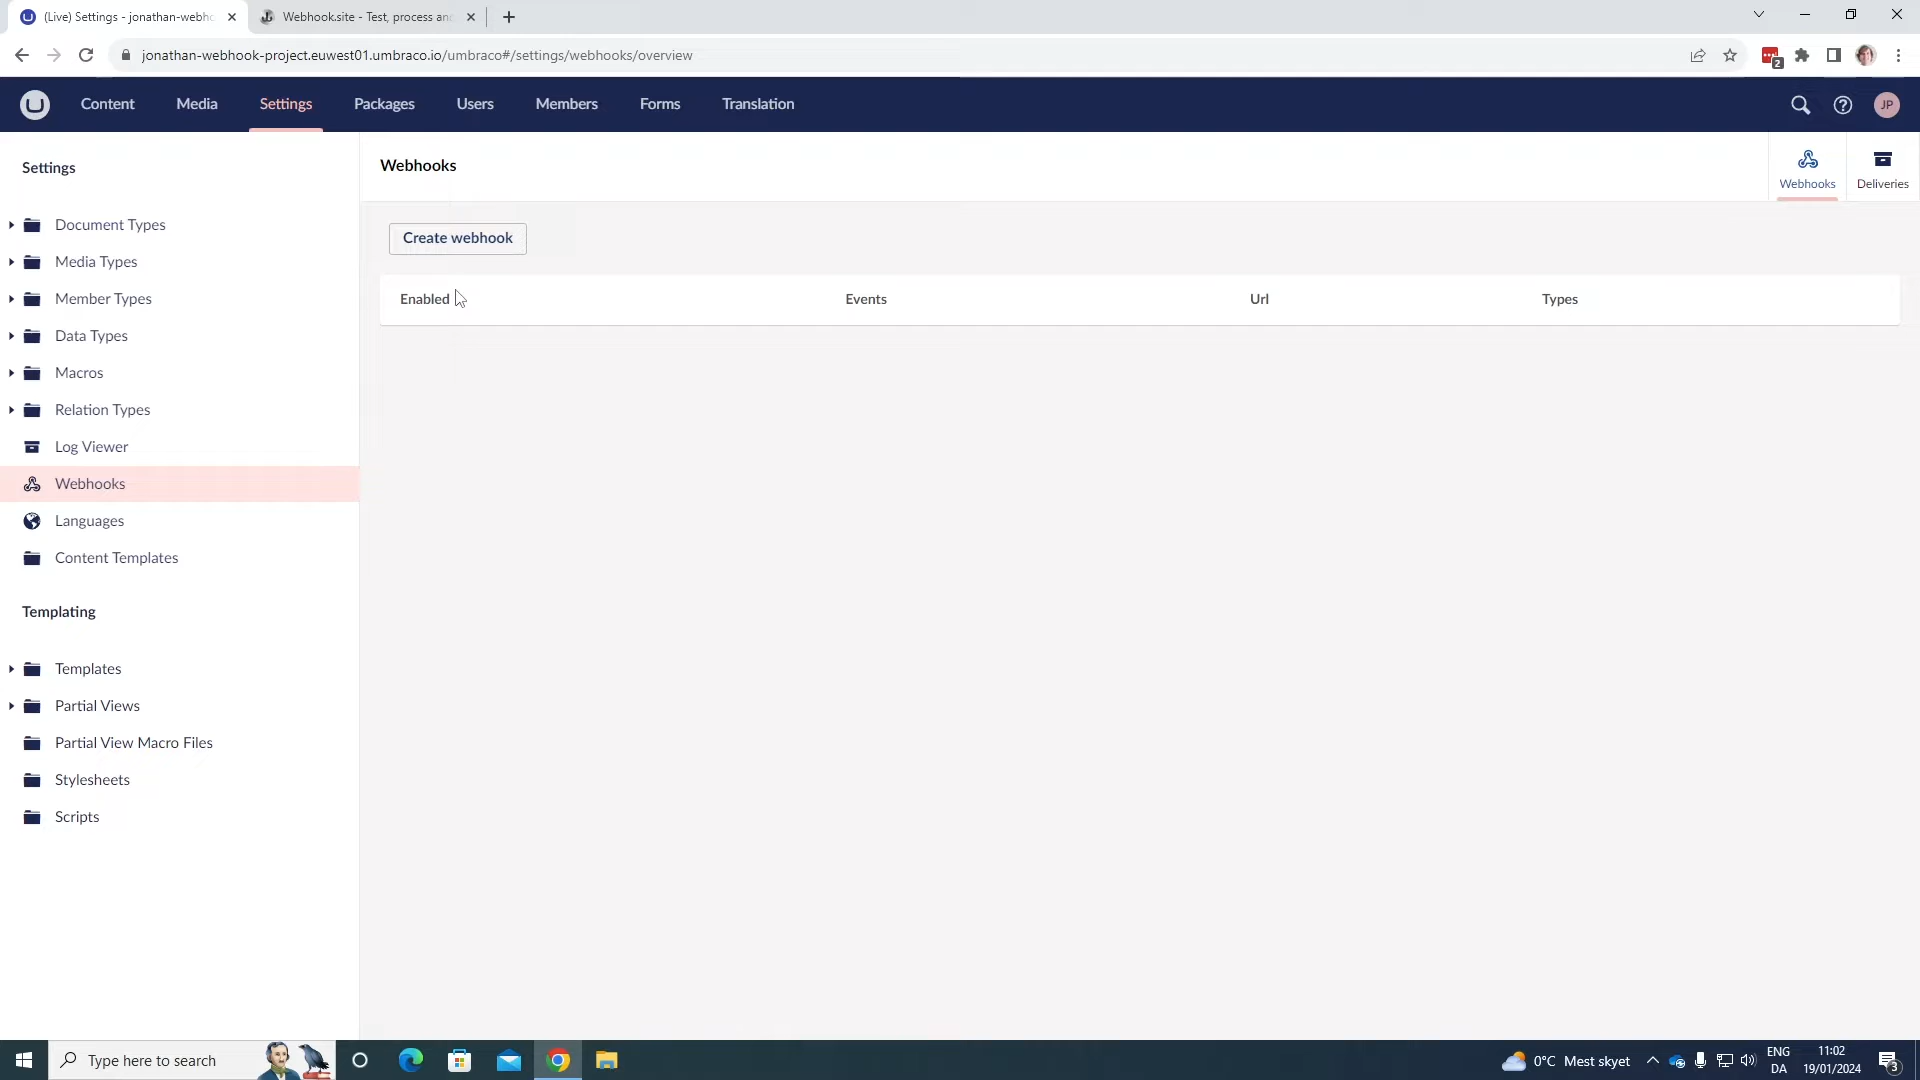 (Live) Settings - jonathan-webho
Webhook.site - Test, process and
jonathan-webhook-project.euwest01.umbraco.io/umbraco#/settings/webhooks/overview
2
Content
Media
Settings
Packages
Users
Members
Forms
Translation
JP
Settings
Document Types
Media Types
Member Types
Data Types
Macros
Relation Types
Log Viewer
Webhooks
Languages
Content Templates
Templating
Templates
Partial Views
Partial View Macro Files
Stylesheets
Scripts
Webhooks
Webhooks
Deliveries
Create webhook
Enabled
Events
Url
Types
Type here to search
0°C Mest skyet
ENG
DA
11:02
19/01/2024
3